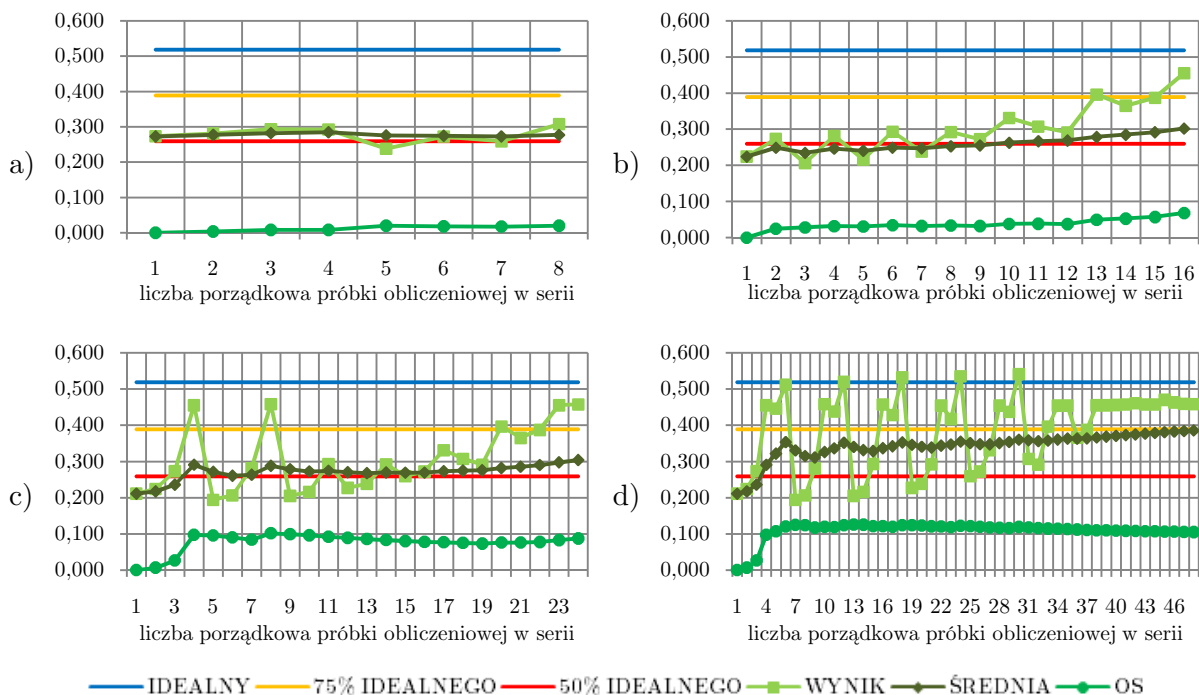 0,600
0,500
0,400
0,300
0,200
0,100
0,000
a)
1 2 3 4 5 6 7 8
liczba porządkowa próbki obliczeniowej w serii
0,600
0,500
0,400
0,300
0,200
0,100
0,000
b)
1 2 3 4 5 6 7 8 9 10 11 12 13 14 15 16
liczba porządkowa próbki obliczeniowej w serii
0,600
0,500
0,400
0,300
0,200
0,100
0,000
c)
1 3 5 7 9 11 13 15 17 19 21 23
liczba porządkowa próbki obliczeniowej w serii
0,600
0,500
0,400
0,300
0,200
0,100
0,000
d)
1 4 7 10 13 16 19 22 25 28 31 34 37 40 43 46
liczba porządkowa próbki obliczeniowej w serii
IDEALNY 75% IDEALNEGO 50% IDEALNEGO WYNIK ŚREDNIA OS